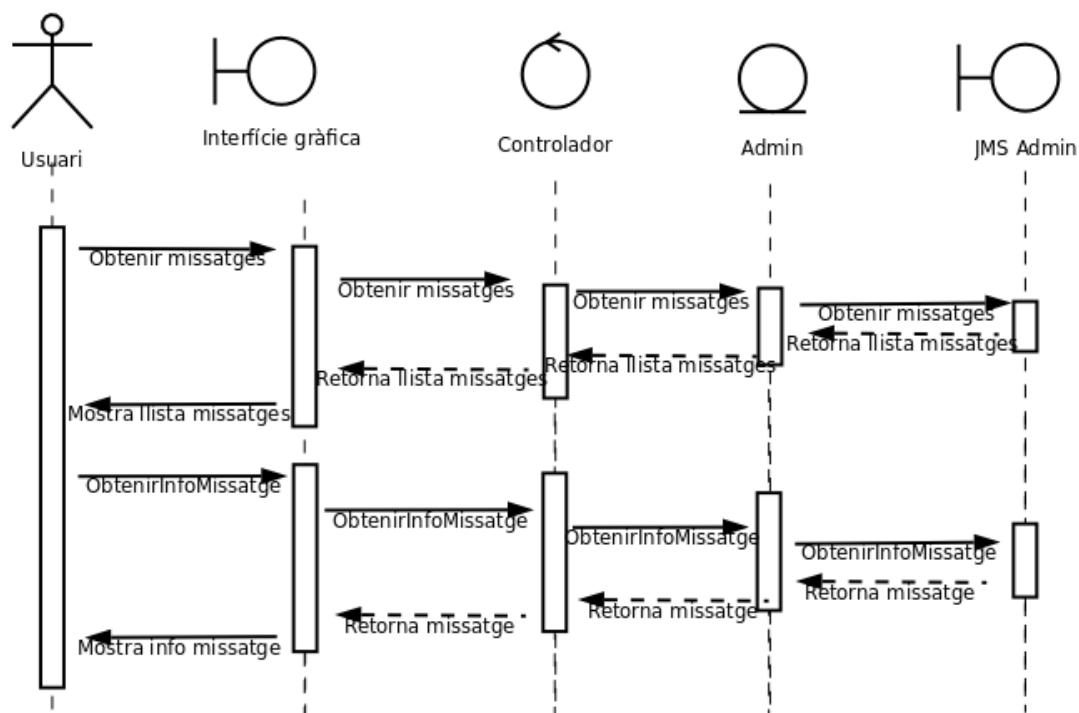 Usuari
Interfície gràfica
Controlador
Admin
JMS Admin
Obtenir missatges
Obtenir missatges
Obtenir missatges
Obtenir missatges
Retorna llista missatges
Retorna llista missatges
Retorna llista missatges
Mostra llista missatges
ObtenirInfoMissatge
ObtenirInfoMissatge
ObtenirInfoMissatge
ObtenirInfoMissatge
Retorna missatge
Retorna missatge
Retorna missatge
Mostra info missatge